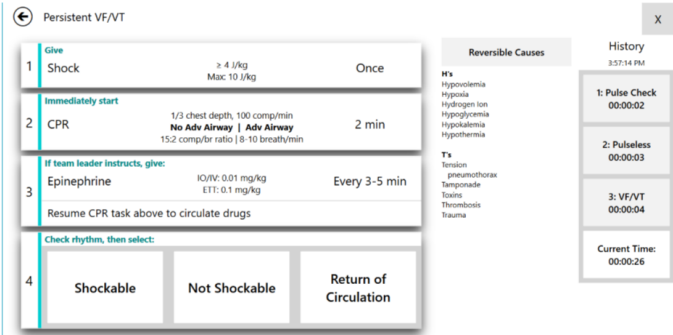 Persistent VF/VT
X
Give
1
Shock
≥ 4 J/kg
Max: 10 J/kg
Once
Immediately start
2
CPR
1/3 chest depth, 100 comp/min
No Adv Airway | Adv Airway
15:2 comp/br ratio | 8-10 breath/min
2 min
If team leader instructs, give:
3
Epinephrine
IO/IV: 0.01 mg/kg
ETT: 0.1 mg/kg
Every 3-5 min
Resume CPR task above to circulate drugs
Check rhythm, then select:
4
Shockable
Not Shockable
Return of
Circulation
Reversible Causes
H's
Hypovolemia
Hypoxia
Hydrogen Ion
Hypoglycemia
Hypokalemia
Hypothermia
T's
Tension
pneumothorax
Tamponade
Toxins
Thrombosis
Trauma
History
3:57:14 PM
1: Pulse Check
00:00:02
2: Pulseless
00:00:03
3: VF/VT
00:00:04
Current Time:
00:00:26